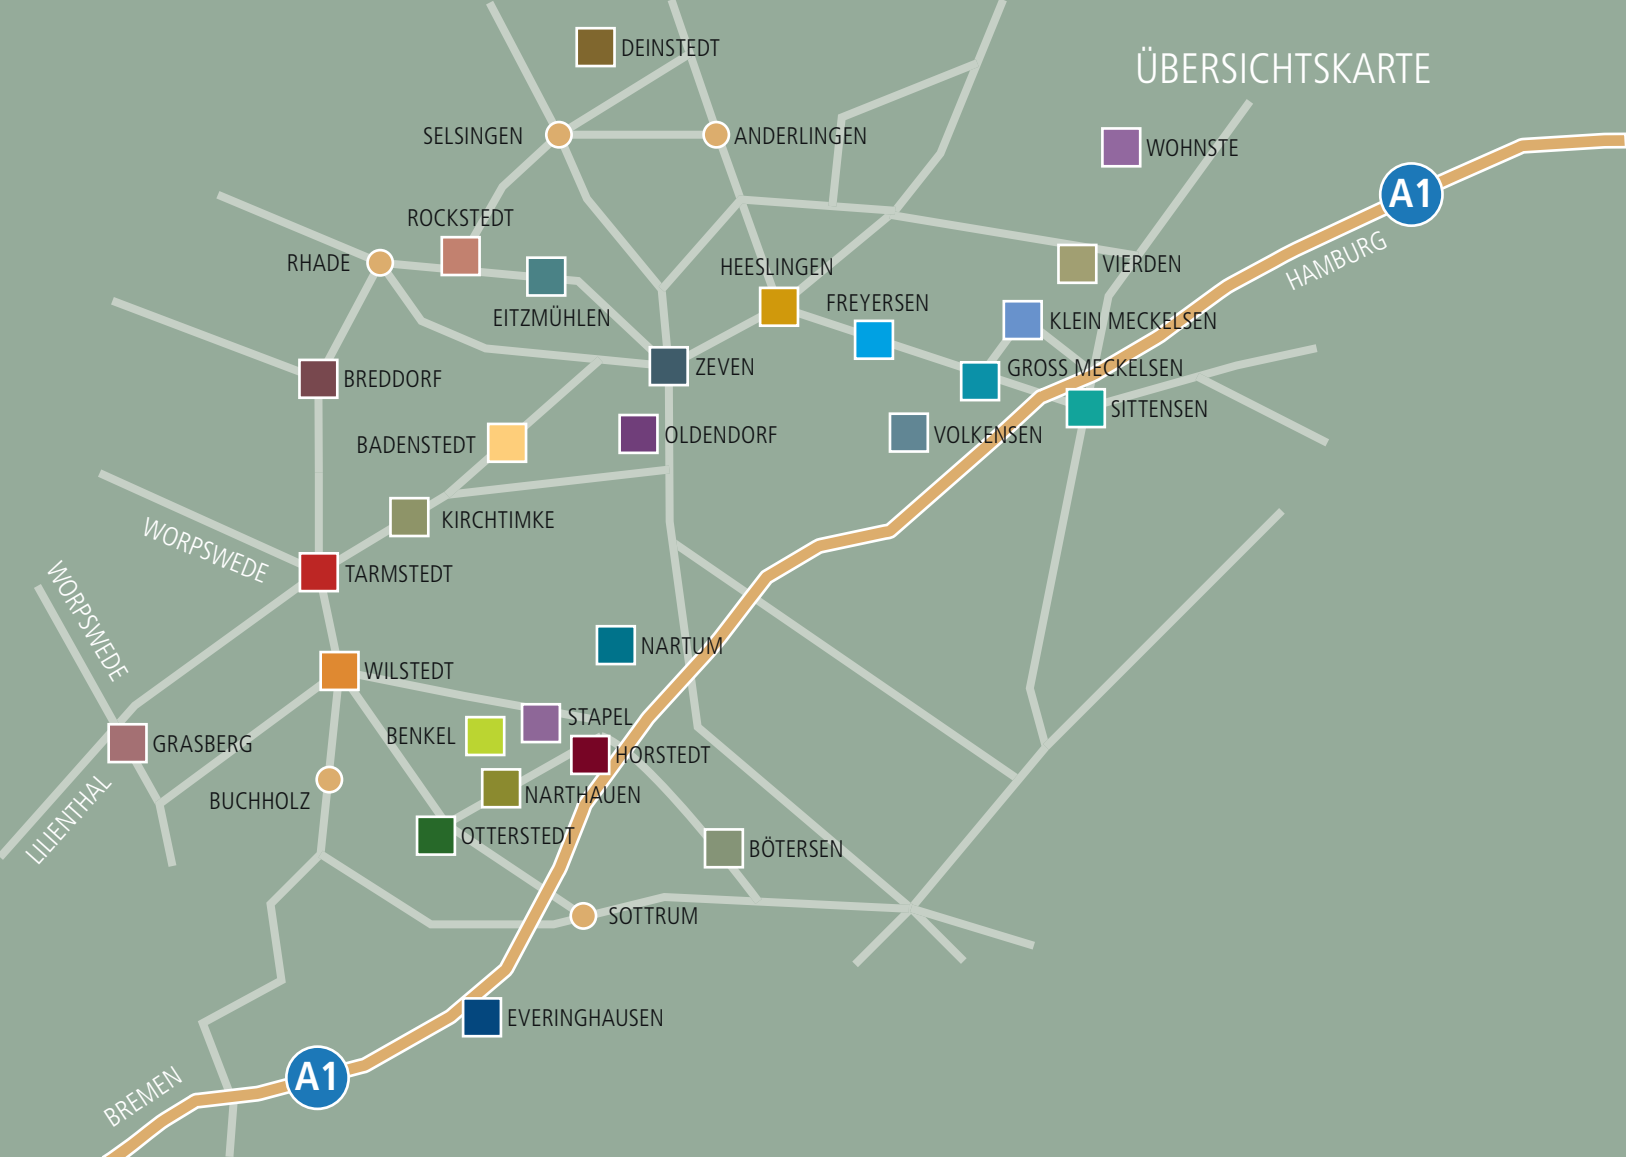 DEINSTEDT
ÜBERSICHTSKARTE
SELSINGEN
ANDERLINGEN
WOHNSTE
A1
HAMBURG
ROCKSTEDT
RHADE
HEESLINGEN
VIERDEN
EITZMÜHLEN
FREYERSEN
KLEIN MECKELSEN
ZEVEN
GROSS MECKELSEN
BREDDORF
SITTENSEN
BADENSTEDT
OLDENDORF
VOLKENSEN
KIRCHTIMKE
WORPSWEDE
TARMSTEDT
WORPSWEDE
NARTUM
WILSTEDT
STAPEL
BENKEL
GRASBERG
HORSTEDT
BUCHHOLZ
NARTHAUEN
LILIENTHAL
OTTERSTEDT
BÖTERSEN
SOTTRUM
EVERINGHAUSEN
A1
BREMEN